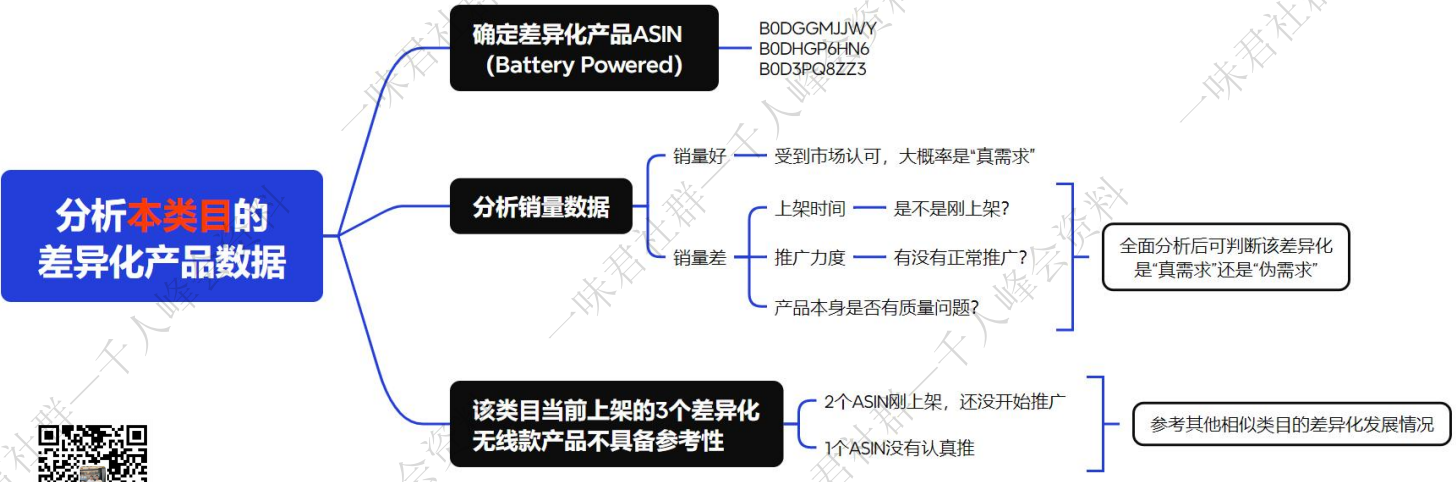 确定差异化产品ASIN
（Battery Powered）
B0DGGMJJWY
B0DHGP6HN6
B0D3PQ8ZZ3
分析本类目的
差异化产品数据
分析销量数据
销量好
受到市场认可，大概率是“真需求”
销量差
上架时间
是不是刚上架？
推广力度
有没有正常推广？
产品本身是否有质量问题？
全面分析后可判断该差异化
是“真需求”还是“伪需求”
该类目当前上架的3个差异化
无线款产品不具备参考性
2个ASIN刚上架，还没开始推广
1个ASIN没有认真推
参考其他相似类目的差异化发展情况
一味君社群—千人峰会资料